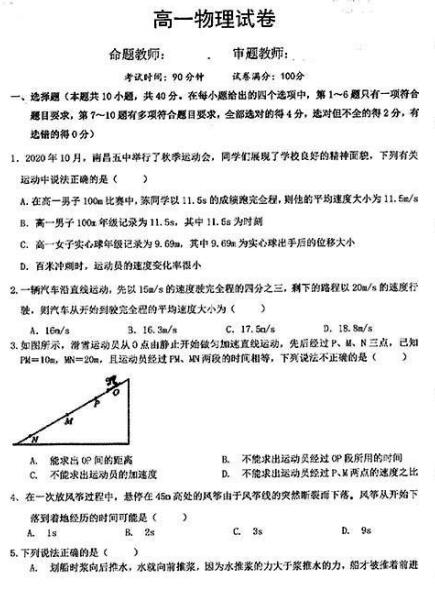 高一物理试卷
命题教师： 审题教师：
考试时间：90分钟 试卷满分：100分
一、选择题（本题共10小题，共40分。在每小题给出的四个选项中，第1～6题只有一项符合
题目要求，第7～10题有多项符合题目要求，全部选对的得4分，选对但不全的得2分，有
选错的得0分）
1．2020年10月，南昌五中举行了秋季运动会，同学们展现了学校良好的精神面貌，下列有关
运动中说法正确的是（ ）
A．在高一男子100m比赛中，陈同学以11.5s的成绩跑完全程，则他的平均速度大小为11.5m/s
B．高一男子100m年级记录为11.5s，其中11.5s为时刻
C．高一女子实心球年级记录为9.69m，其中9.69m为实心球出手后的位移大小
D．百米冲刺时，运动员的速度变化率很小
2．一辆汽车沿直线运动，先以15m/s的速度驶完全程的四分之三，剩下的路程以20m/s的速度行
驶，则汽车从开始到驶完全程的平均速度大小为（ ）
A．16m/s B．16.3m/s C．17.5m/s D．18.8m/s
3．如图所示，滑雪运动员从O点由静止开始做匀加速直线运动，先后经过P、M、N三点，已知
PM=10m，MN=20m，且运动员经过PM、MN两段的时间相等，下列说法不正确的是（ ）
O
P
M
N
A．能求出OP间的距离 B．不能求出运动员经过OP段所用的时间
C．不能求出运动员的加速度 D．不能求出运动员经过P、M两点的速度之比
4．在一次放风筝过程中，悬停在45m高处的风筝由于风筝线的突然断裂而下落。风筝从开始下
落到着地经历的时间可能是（ ）
A．1s B．2s C．3s D．9s
5．下列说法正确的是（ ）
A．划船时桨向后推水，水就向前推桨，因为水推桨的力大于桨推水的力，船才被推着前进